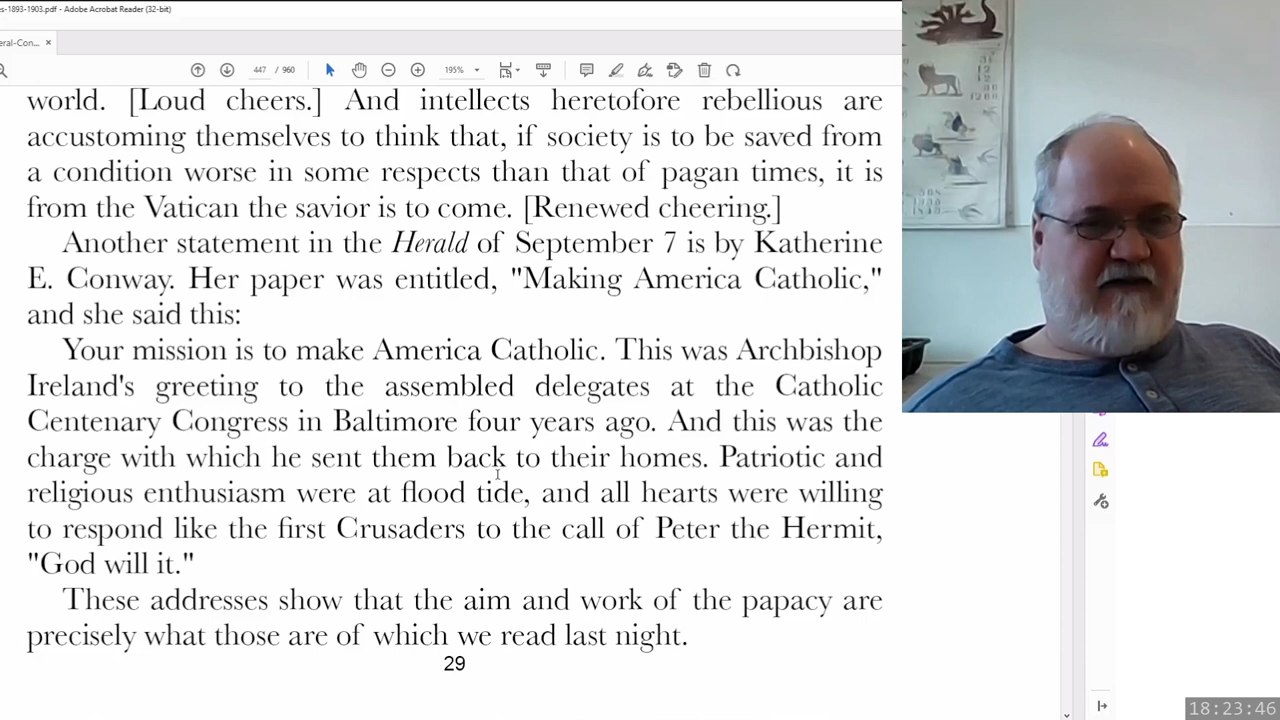 es-1893-1903.pdf - Adobe Acrobat Reader (32-bit)
eral-Con... ×
447 / 960
195%
world. [Loud cheers.] And intellects heretofore rebellious are
accustoming themselves to think that, if society is to be saved from
a condition worse in some respects than that of pagan times, it is
from the Vatican the savior is to come. [Renewed cheering.]
Another statement in the Herald of September 7 is by Katherine
E. Conway. Her paper was entitled, "Making America Catholic,"
and she said this:
Your mission is to make America Catholic. This was Archbishop
Ireland's greeting to the assembled delegates at the Catholic
Centenary Congress in Baltimore four years ago. And this was the
charge with which he sent them back to their homes. Patriotic and
religious enthusiasm were at flood tide, and all hearts were willing
to respond like the first Crusaders to the call of Peter the Hermit,
"God will it."
These addresses show that the aim and work of the papacy are
precisely what those are of which we read last night.
29
18:23:46